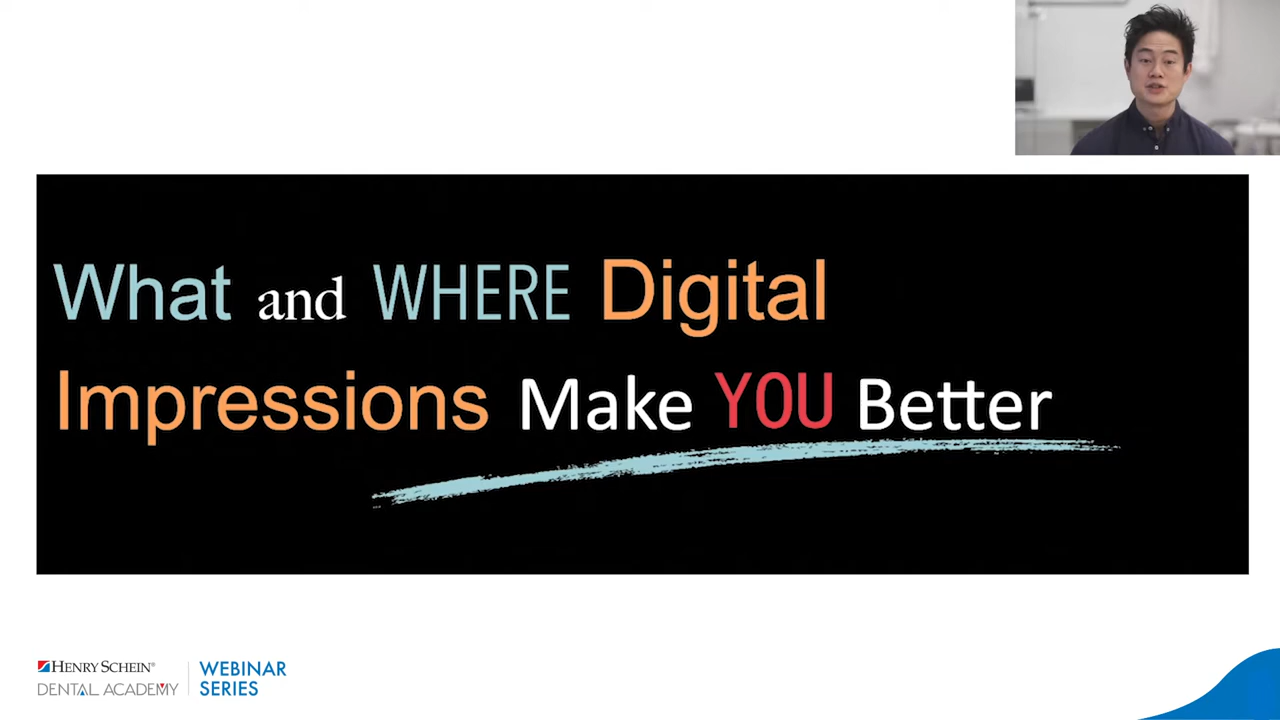 What and WHERE Digital
Impressions Make YOU Better
HENRY SCHEIN®
DENTAL ACADEMY
WEBINAR
SERIES